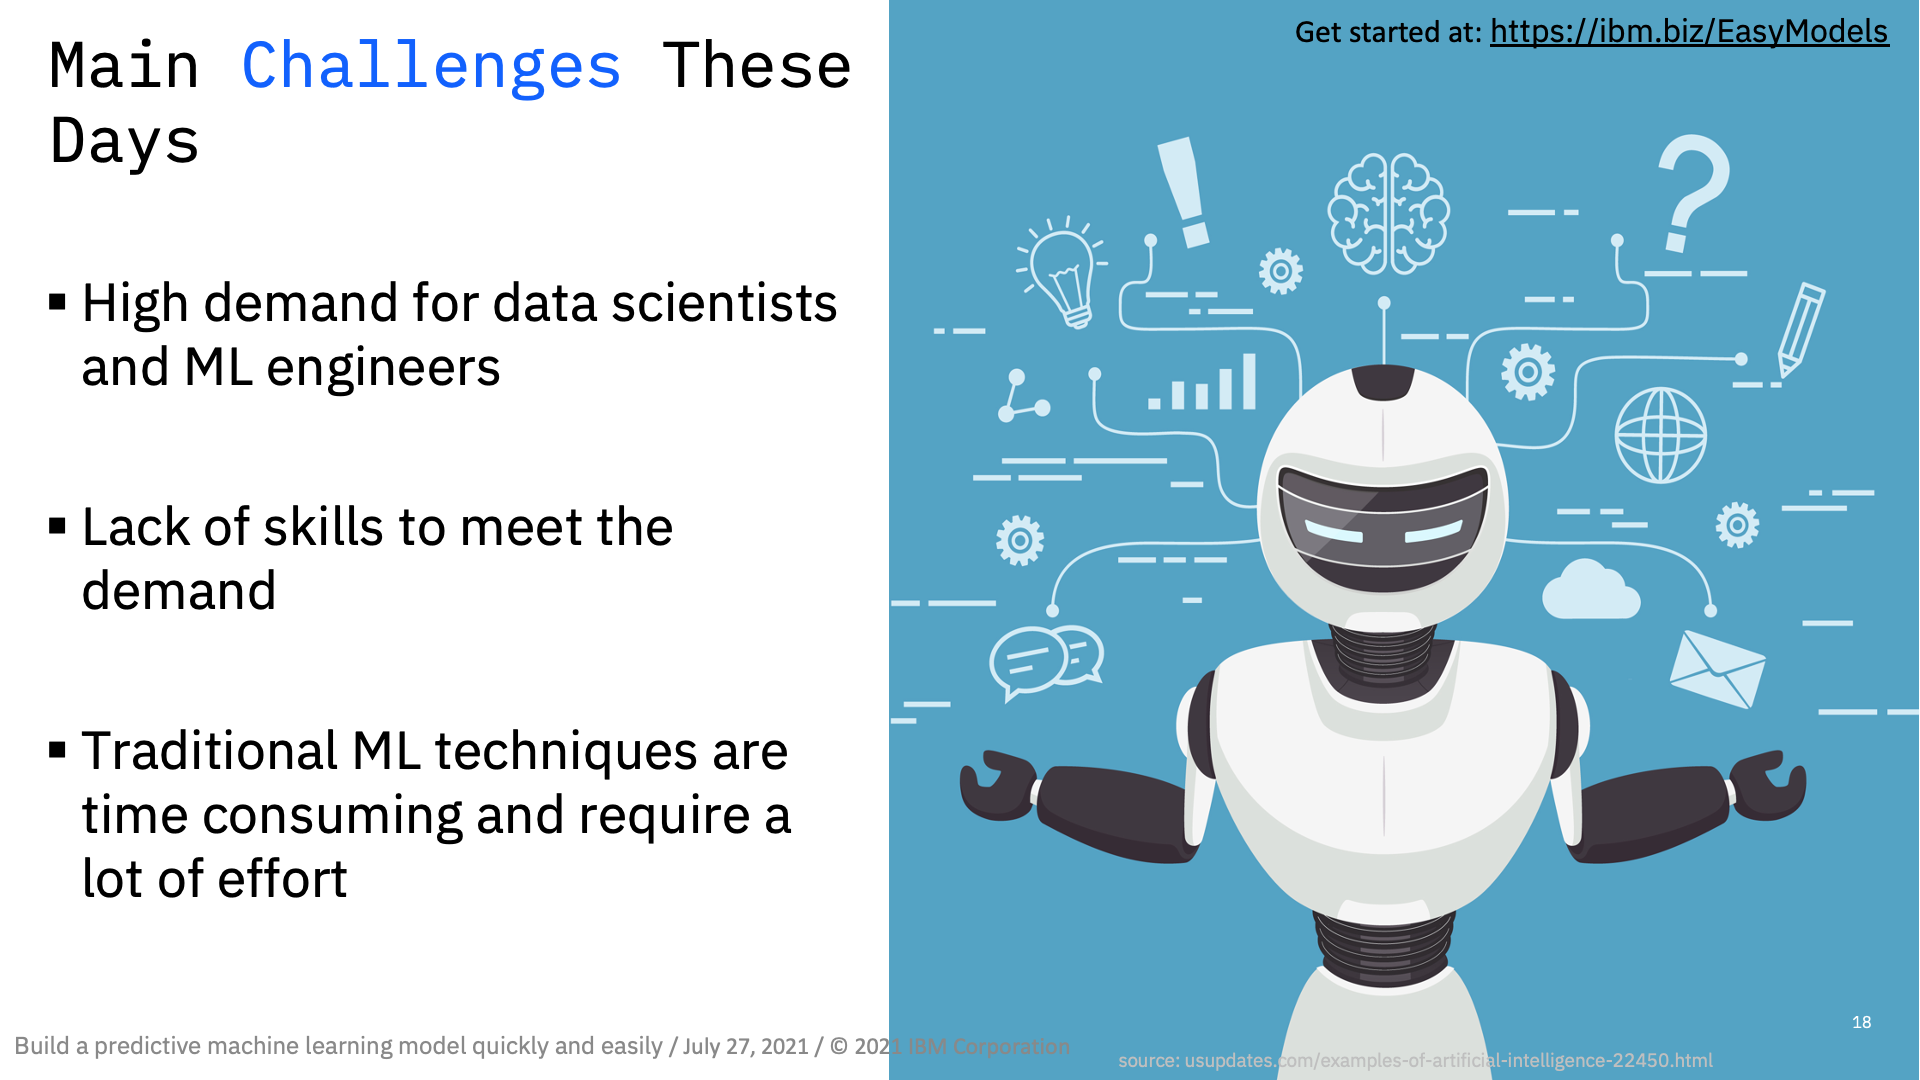 Get started at: https://ibm.biz/EasyModels
Main Challenges These
Days
▪ High demand for data scientists
and ML engineers
▪ Lack of skills to meet the
demand
▪ Traditional ML techniques are
time consuming and require a
lot of effort
18
Build a predictive machine learning model quickly and easily / July 27, 2021 / © 2021 IBM Corporation
source: usupdates.com/examples-of-artificial-intelligence-22450.html